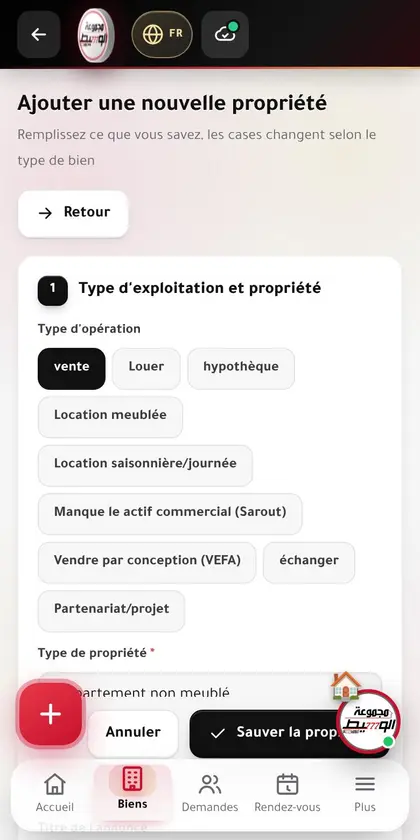 FR
Ajouter une nouvelle propriété
Remplissez ce que vous savez, les cases changent selon le
type de bien
Retour
1 Type d'exploitation et propriété
Type d'opération
vente Louer hypothèque
Location meublée
Location saisonnière/journée
Manque le actif commercial (Sarout)
Vendre par conception (VEFA) échanger
Partenariat/projet
Type de propriété *
partement non meublé
Annuler Sauver la prop
مجموعة
الوسيط
Accueil Biens Demandes Rendez-vous Plus
Titre de l'annonce